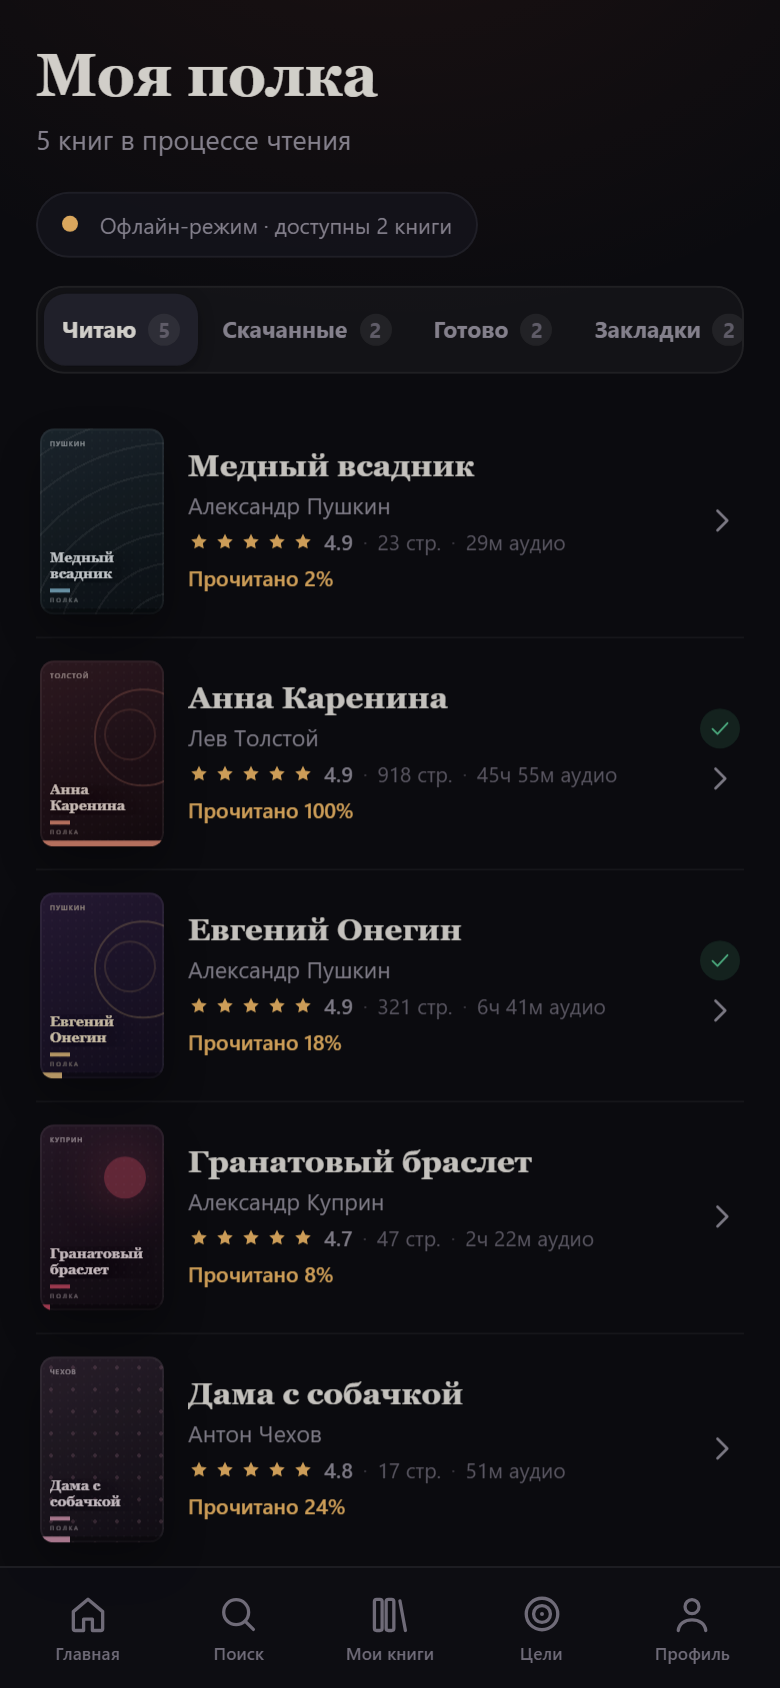 Моя полка
5 книг в процессе чтения
Офлайн-режим · доступны 2 книги
Читаю 5 Скачанные 2 Готово 2 Закладки 2
ПУШКИН
Медный
всадник
ПОЛКА
Медный всадник
Александр Пушкин
4.9 · 23 стр. · 29м аудио
Прочитано 2%
ТОЛСТОЙ
Анна
Каренина
ПОЛКА
Анна Каренина
Лев Толстой
4.9 · 918 стр. · 45ч 55м аудио
Прочитано 100%
ПУШКИН
Евгений
Онегин
ПОЛКА
Евгений Онегин
Александр Пушкин
4.9 · 321 стр. · 6ч 41м аудио
Прочитано 18%
КУПРИН
Гранатовый
браслет
ПОЛКА
Гранатовый браслет
Александр Куприн
4.7 · 47 стр. · 2ч 22м аудио
Прочитано 8%
ЧЕХОВ
Дама с
собачкой
ПОЛКА
Дама с собачкой
Антон Чехов
4.8 · 17 стр. · 51м аудио
Прочитано 24%
Главная Поиск Мои книги Цели Профиль